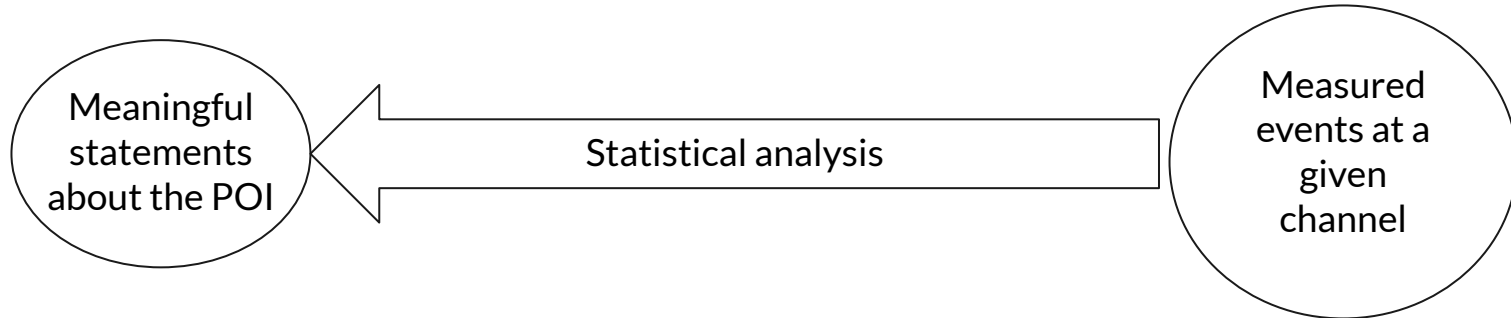 Meaningful
statements
about the POI
Statistical analysis
Measured
events at a
given
channel